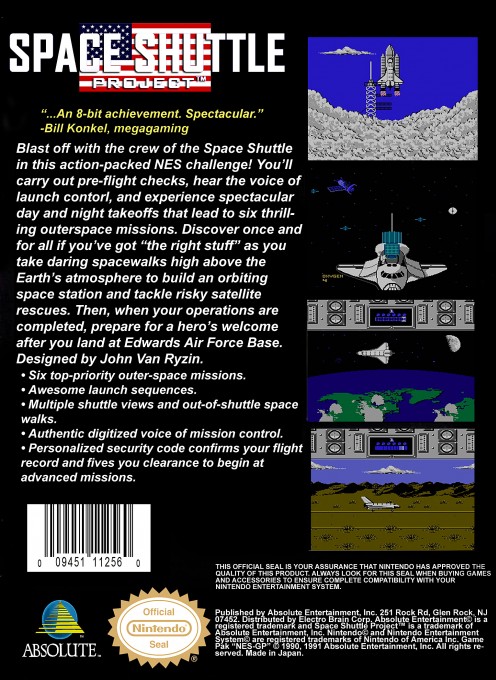 SPACE SHUTTLE
PROJECT™
“...An 8-bit achievement. Spectacular.”
-Bill Konkel, megagaming
Blast off with the crew of the Space Shuttle
in this action-packed NES challenge! You’ll
carry out pre-flight checks, hear the voice of
launch contorl, and experience spectacular
day and night takeoffs that lead to six thrill-
ing outerspace missions. Discover once and
for all if you’ve got “the right stuff” as you
take daring spacewalks high above the
Earth’s atmosphere to build an orbiting
space station and tackle risky satellite
rescues. Then, when your operations are
completed, prepare for a hero’s welcome
after you land at Edwards Air Force Base.
Designed by John Van Ryzin.
• Six top-priority outer-space missions.
• Awesome launch sequences.
• Multiple shuttle views and out-of-shuttle space
walks.
• Authentic digitized voice of mission control.
• Personalized security code confirms your flight
record and fives you clearance to begin at
advanced missions.
OXYGEN
0 09451 11256 0
THIS OFFICIAL SEAL IS YOUR ASSURANCE THAT NINTENDO HAS APPROVED THE
QUALITY OF THIS PRODUCT. ALWAYS LOOK FOR THIS SEAL WHEN BUYING GAMES
AND ACCESSORIES TO ENSURE COMPLETE COMPATIBILITY WITH YOUR
NINTENDO ENTERTAINMENT SYSTEM.
ABSOLUTE™
Official
Nintendo
Seal
®
Published by Absolute Entertainment, Inc. 251 Rock Rd, Glen Rock, NJ
07452. Distributed by Electro Brain Corp. Absolute Entertainment® is a
registered trademark and Space Shuttle Project™ is a trademark of
Absolute Entertainment, Inc. Nintendo® and Nintendo Entertainment
System® are registered trademarks of Nintendo of America Inc. Game
Pak “NES-GP” © 1990, 1991 Absolute Entertainment, Inc. All rights re-
served. Made in Japan.